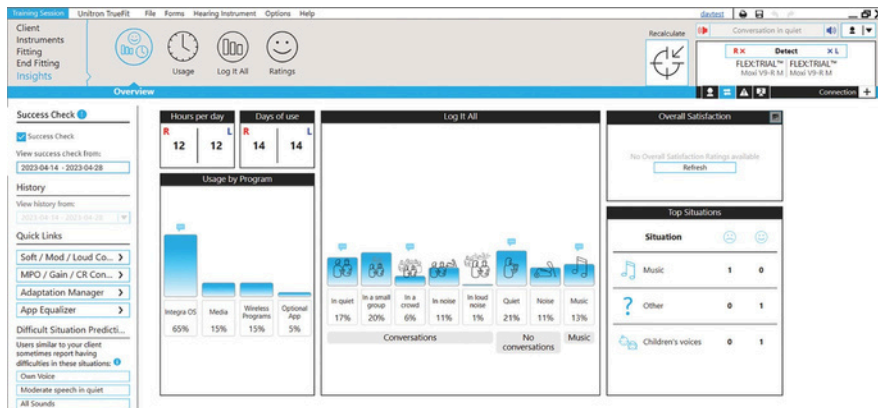 Training Session Unitron TrueFit File Forms Hearing Instrument Options Help davtest
Client
Instruments
Fitting
End Fitting
Insights
Usage Log It All Ratings
Overview
Recalculate
Conversation in quiet
R X Detect X L
FLEX:TRIAL™ FLEX:TRIAL™
Moxi V9-R M Moxi V9-R M
Connection +
Success Check
Success Check
View success check from:
2023-04-14 - 2023-04-28
History
View history from:
2023-04-14 - 2023-04-28
Quick Links
Soft / Mod / Loud Co... >
MPO / Gain / CR Con... >
Adaptation Manager >
App Equalizer >
Difficult Situation Predicti...
Users similar to your client
sometimes report having
difficulties in these situations:
Own Voice
Moderate speech in quiet
All Sounds
Hours per day
R L
12 12
Days of use
R L
14 14
Usage by Program
Integra OS Media Wireless Programs Optional App
65% 15% 15% 5%
Log It All
In quiet In a small group In a crowd In noise In loud noise Quiet Noise Music
17% 20% 6% 11% 1% 21% 11% 13%
Conversations No conversations Music
Overall Satisfaction
No Overall Satisfaction Ratings available
Refresh
Top Situations
Situation
Music 1 0
? Other 0 1
Children's voices 0 1